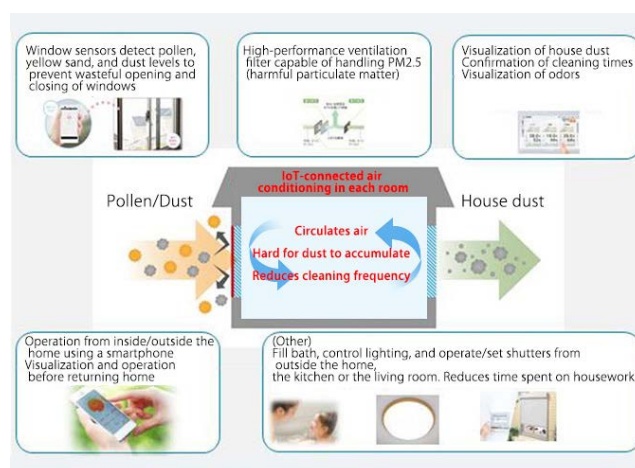 Window sensors detect pollen,
yellow sand, and dust levels to
prevent wasteful opening and
closing of windows
High-performance ventilation
filter capable of handling PM2.5
(harmful particulate matter)
Visualization of house dust
Confirmation of cleaning times
Visualization of odors
IoT-connected air
conditioning in each room
Pollen/Dust
House dust
Circulates air
Hard for dust to accumulate
Reduces cleaning frequency
Operation from inside/outside the
home using a smartphone
Visualization and operation
before returning home
(Other)
Fill bath, control lighting, and operate/set shutters from
outside the home,
the kitchen or the living room. Reduces time spent on housework